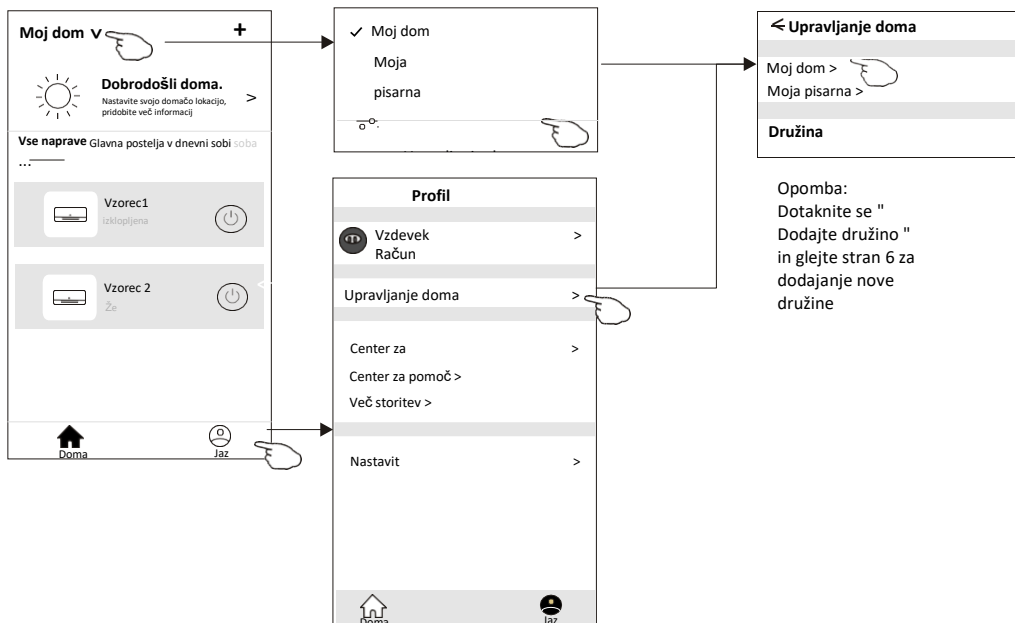 Moj dom
+
Dobrodošli doma.
Nastavite svojo domačo lokacijo,
pridobite več informacij
>
Vse naprave Glavna postelja v dnevni sobi soba
...
Vzorec1
izklopljena
Vzorec 2
Že
Doma
Jaz
✓ Moj dom
Moja
pisarna
Profil
Vzdevek >
Račun
Upravljanje doma >
Center za >
Center za pomoč >
Več storitev >
Nastavit >
Doma
Jaz
< Upravljanje doma
Moj dom >
Moja pisarna >
Družina
Opomba:
Dotaknite se "
Dodajte družino "
in glejte stran 6 za
dodajanje nove
družine